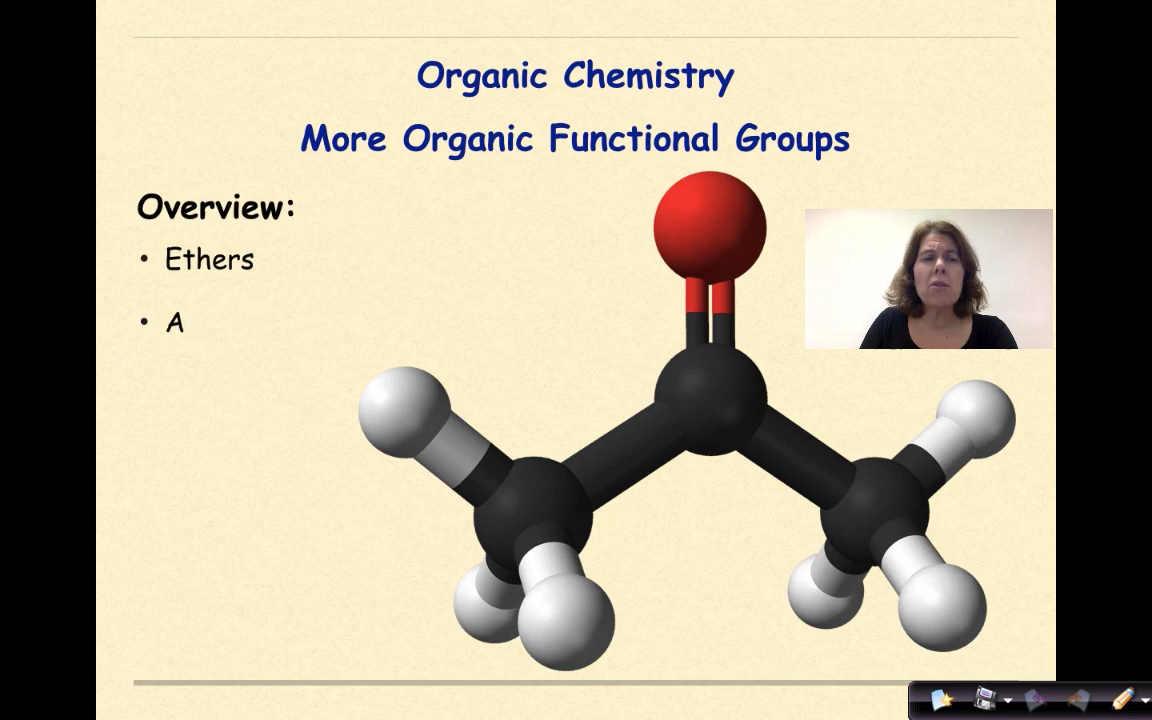 Organic Chemistry
More Organic Functional Groups
Overview:
• Ethers
• A